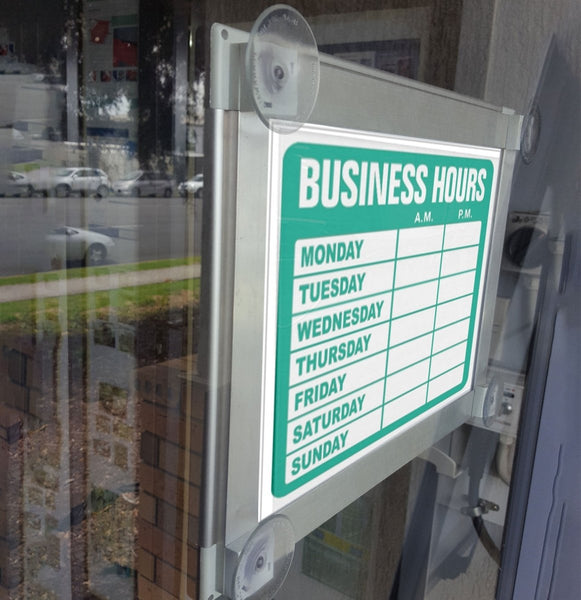 BUSINESS HOURS
A.M. P.M.
MONDAY
TUESDAY
WEDNESDAY
THURSDAY
FRIDAY
SATURDAY
SUNDAY